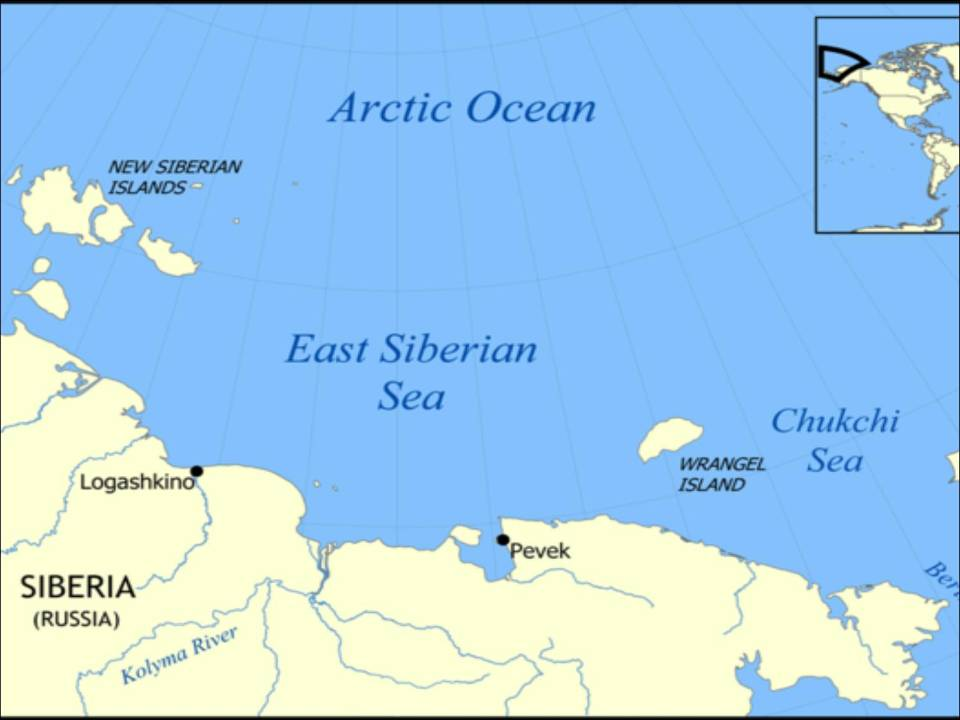 Arctic Ocean
NEW SIBERIAN
ISLANDS
East Siberian
Sea
Chukchi
Sea
WRANGEL
ISLAND
Logashkino
Pevek
SIBERIA
(RUSSIA)
Kolyma River